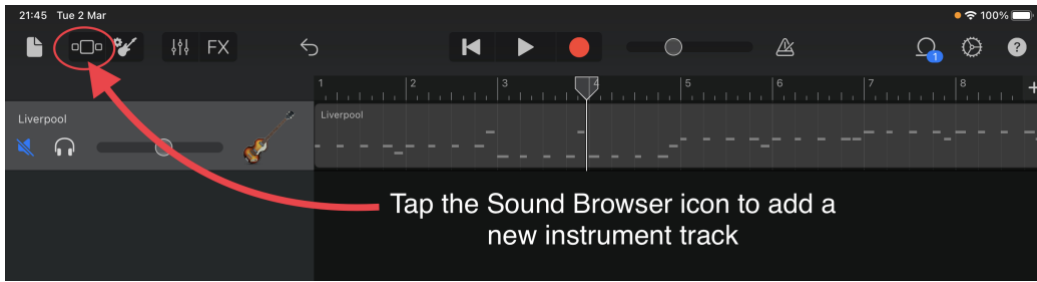 21:45 Tue 2 Mar
100%
FX
1
?
1 2 3 4 5 6 7 8 +
Liverpool
Liverpool
Tap the Sound Browser icon to add a
new instrument track